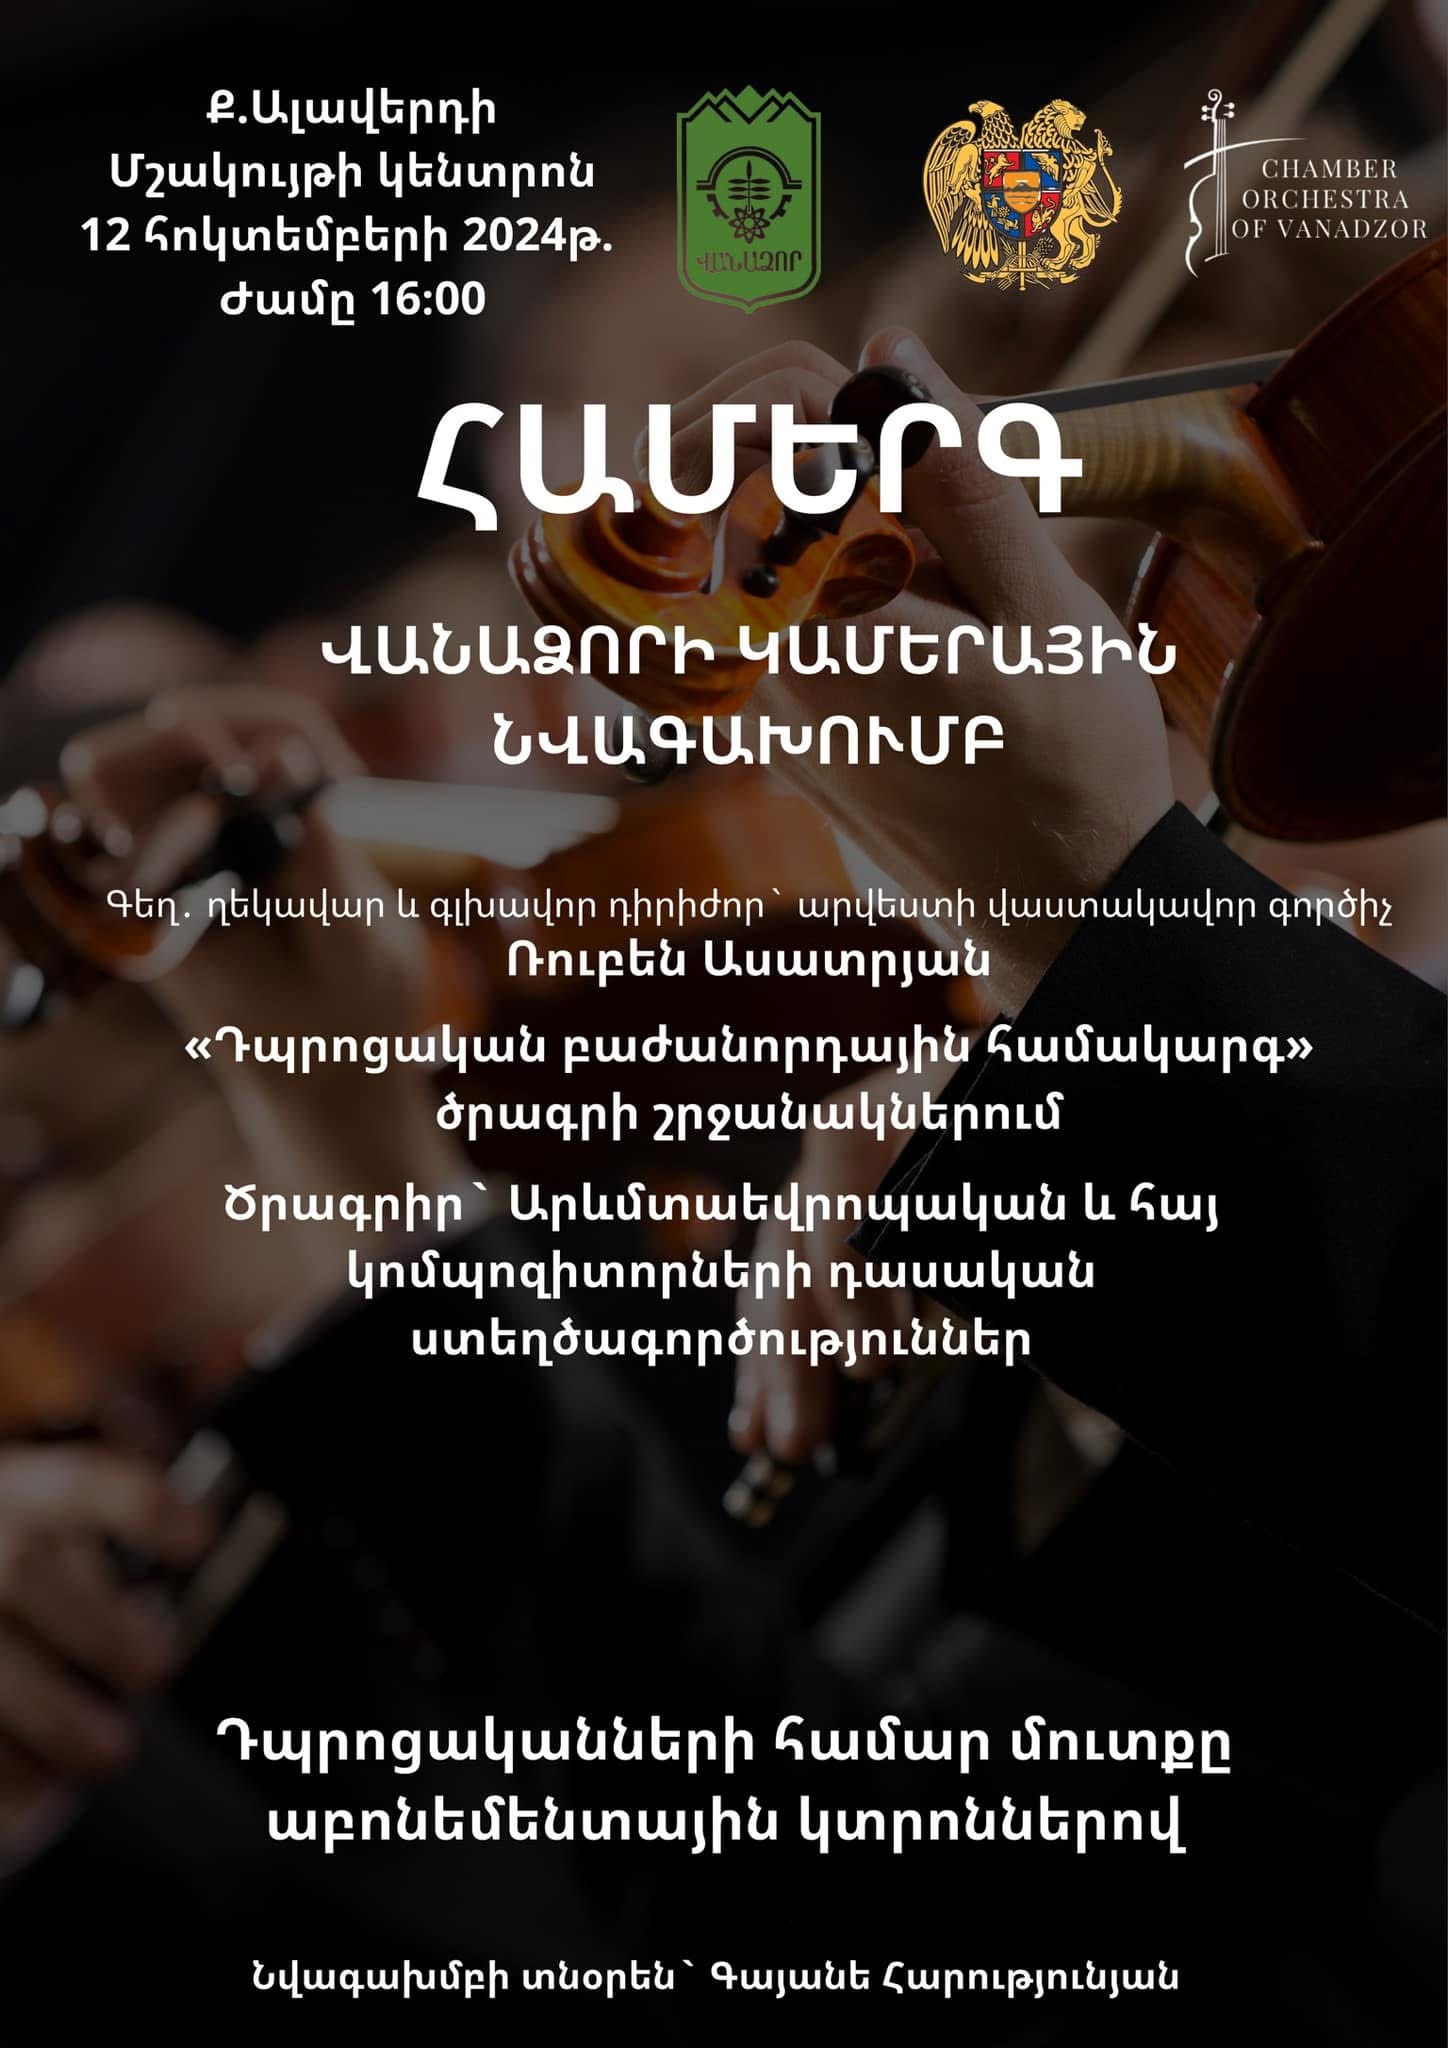 Ք.Ալավերդի
Մշակույթի կենտրոն
12 հոկտեմբերի 2024թ.
Ժամը 16:00
ՎԱՆԱՁՈՐ
CHAMBER
ORCHESTRA
OF VANADZOR
ՀԱՄԵՐԳ
ՎԱՆԱՁՈՐԻ ԿԱՄԵՐԱՅԻՆ
ՆՎԱԳԱԽՈՒՄԲ
Գեղ. ղեկավար և գլխավոր դիրիժոր` արվեստի վաստակավոր գործիչ
Ռուբեն Ասատրյան
«Դպրոցական բաժանորդային համակարգ»
ծրագրի շրջանակներում
Ծրագրիր` Արևմտաեվրոպական և հայ
կոմպոզիտորների դասական
ստեղծագործություններ
Դպրոցականների համար մուտքը
աբոնեմենտային կտրոններով
Նվագախմբի տնօրեն` Գայանե Հարությունյան